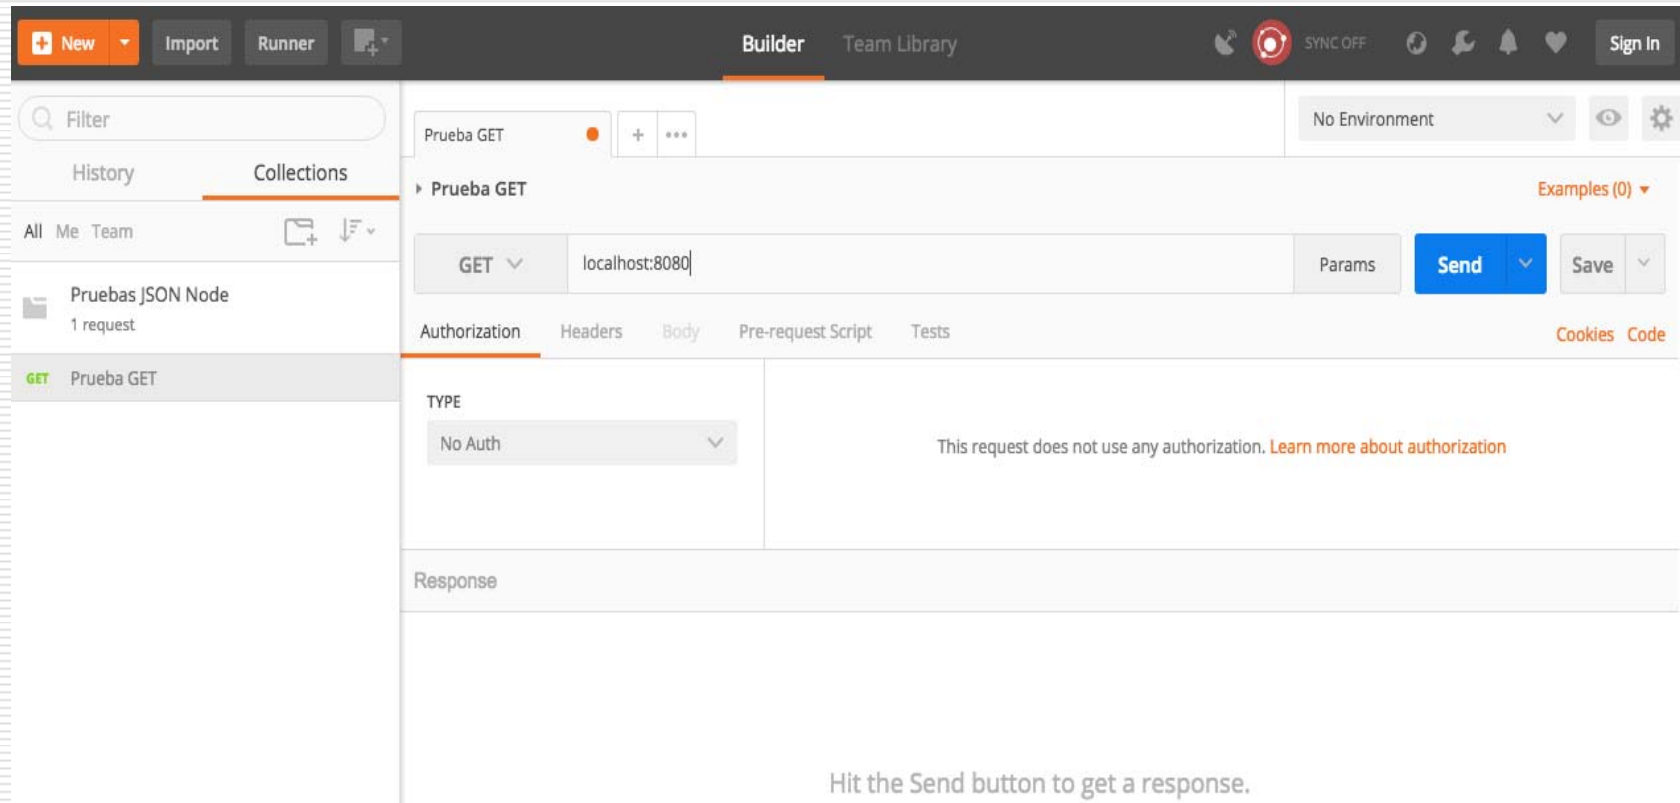 New Import Runner Builder Team Library SYNC OFF Sign In
Filter
History Collections
All Me Team
Pruebas JSON Node
1 request
GET Prueba GET
Prueba GET
No Environment
Prueba GET
Examples (0)
GET localhost:8080 Params Send Save
Authorization Headers Body Pre-request Script Tests Cookies Code
TYPE
No Auth
This request does not use any authorization. Learn more about authorization
Response
Hit the Send button to get a response.